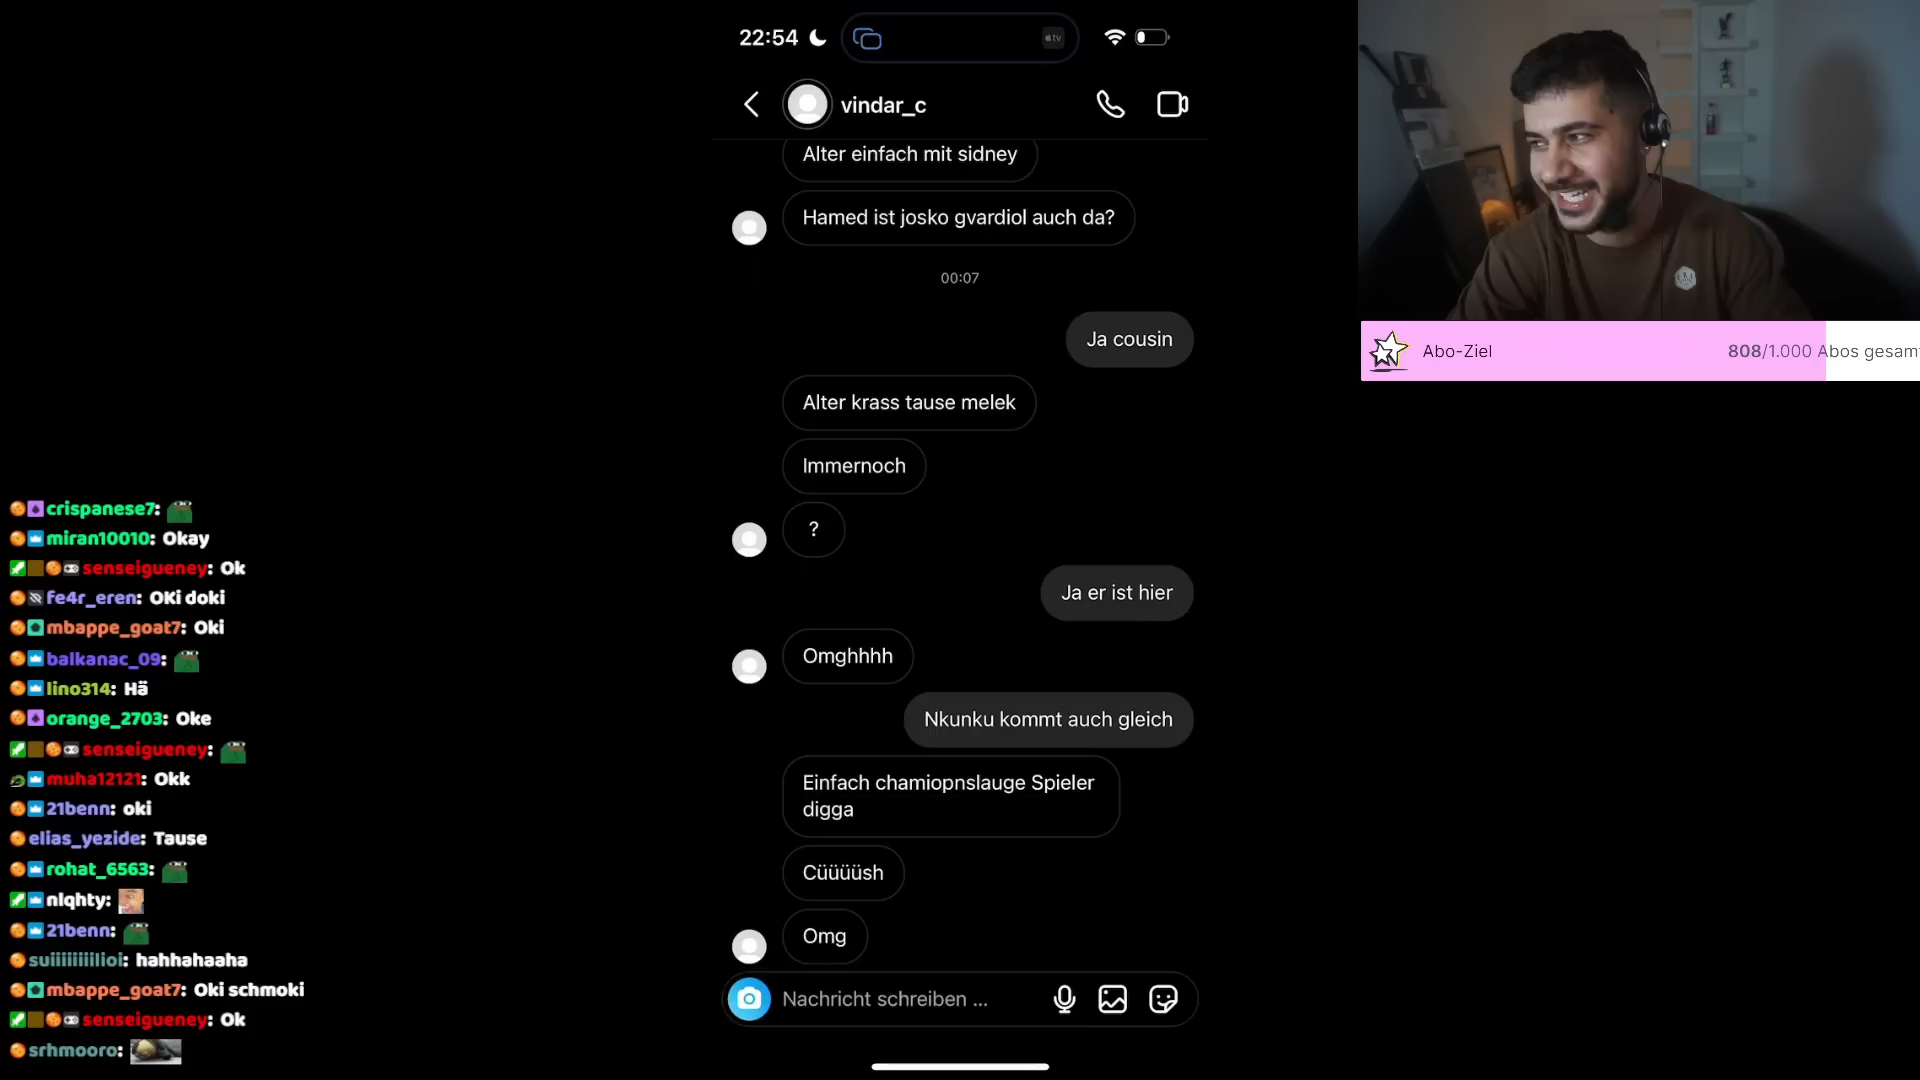 22:54
tv
vindar_c
Alter einfach mit sidney
Hamed ist josko gvardiol auch da?
00:07
Ja cousin
Alter krass tause melek
Immernoch
?
Ja er ist hier
Omghhhh
Nkunku kommt auch gleich
Einfach chamiopnslauge Spieler
digga
Cüüüüsh
Omg
Nachricht schreiben ...
Abo-Ziel
808/1.000 Abos gesamt
crispanese7:
miran10010: Okay
senseigueney: Ok
fe4r_eren: OKi doki
mbappe_goat7: Oki
balkanac_09:
lino314: Hä
orange_2703: Oke
senseigueney:
muha12121: Okk
21benn: oki
elias_yezide: Tause
rohat_6563:
nlqhty:
21benn:
suiiiiiiiilioi: hahhahaaha
mbappe_goat7: Oki schmoki
senseigueney: Ok
srhmooro: